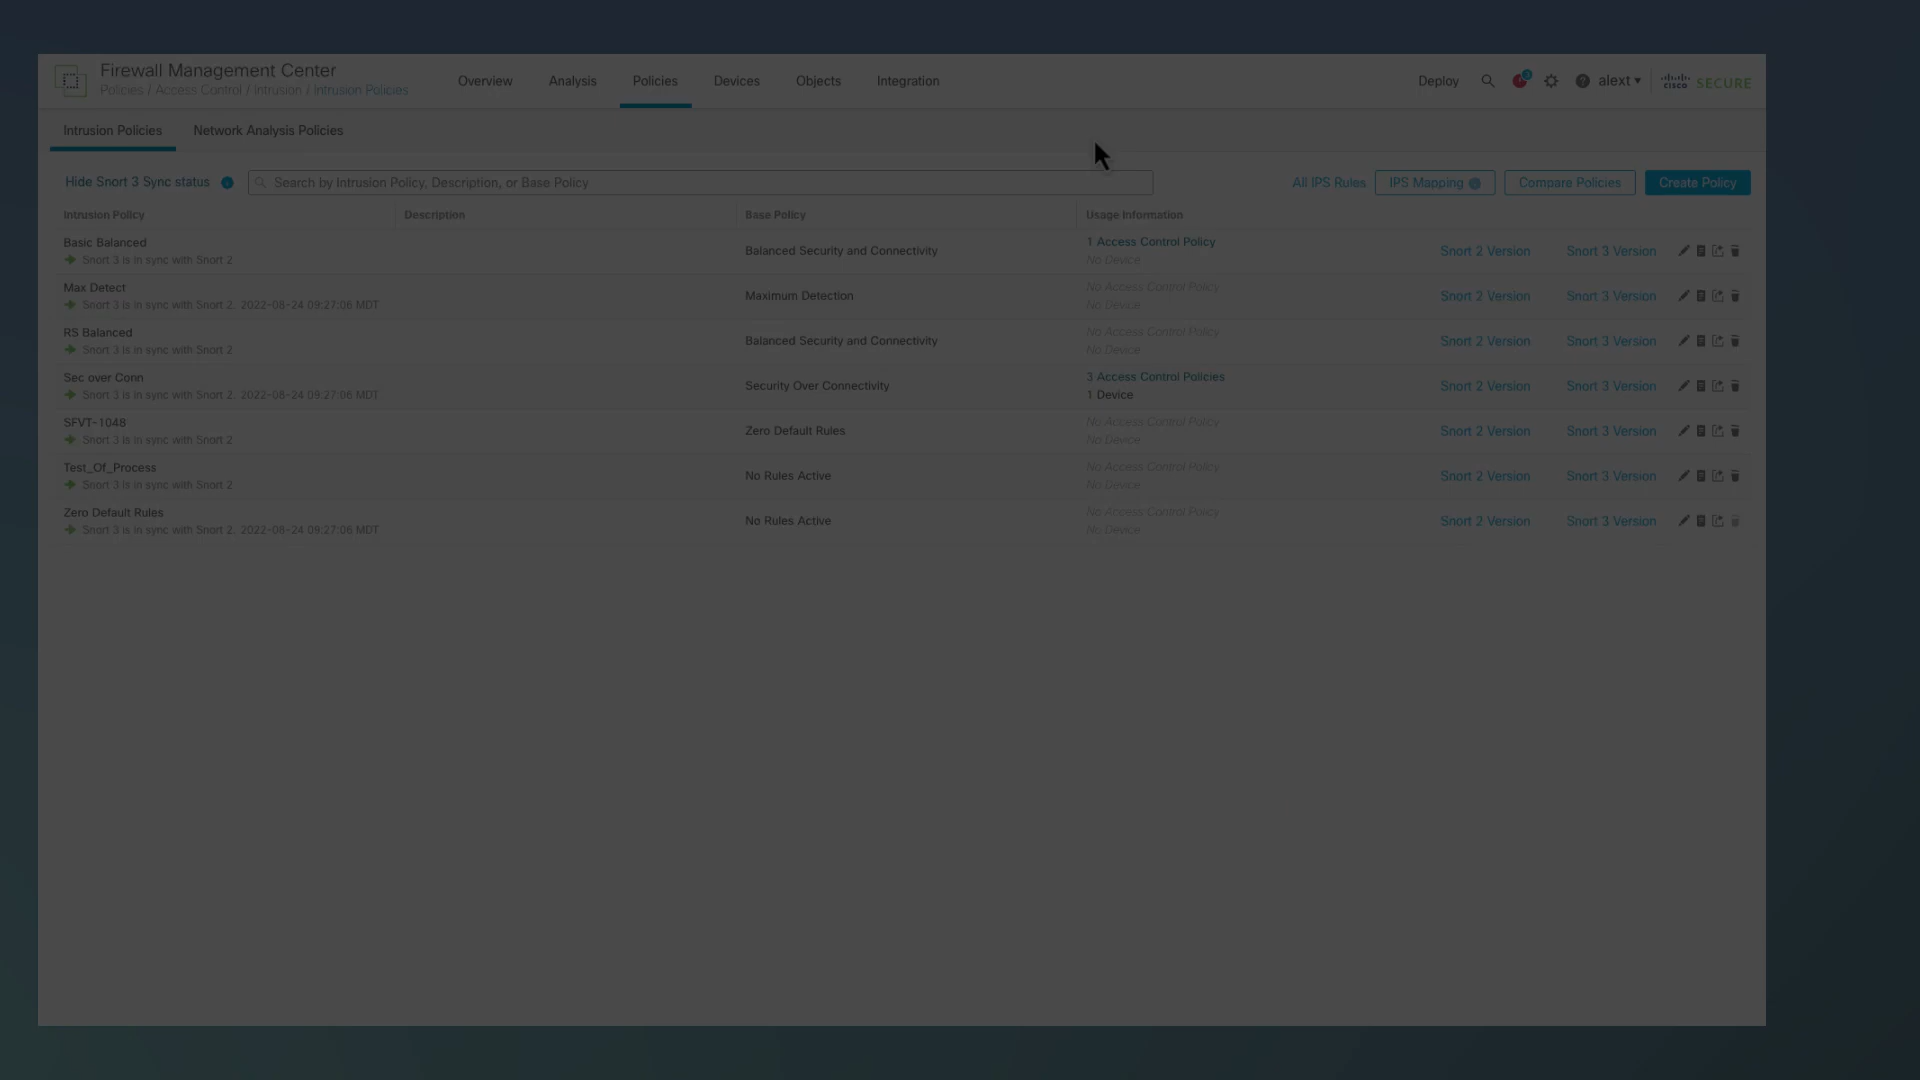 Firewall Management Center
Policies / Access Control / Intrusion / Intrusion Policies
Overview Analysis Policies Devices Objects Integration
Deploy alext cisco SECURE
Intrusion Policies Network Analysis Policies
Hide Snort 3 Sync status Search by Intrusion Policy, Description, or Base Policy All IPS Rules IPS Mapping Compare Policies Create Policy
Intrusion Policy Description Base Policy Usage Information
Basic Balanced
Snort 3 is in sync with Snort 2
Balanced Security and Connectivity
1 Access Control Policy
No Device
Snort 2 Version Snort 3 Version
Max Detect
Snort 3 is in sync with Snort 2. 2022-08-24 09:27:06 MDT
Maximum Detection
No Access Control Policy
No Device
Snort 2 Version Snort 3 Version
RS Balanced
Snort 3 is in sync with Snort 2
Balanced Security and Connectivity
No Access Control Policy
No Device
Snort 2 Version Snort 3 Version
Sec over Conn
Snort 3 is in sync with Snort 2. 2022-08-24 09:27:06 MDT
Security Over Connectivity
3 Access Control Policies
1 Device
Snort 2 Version Snort 3 Version
SFVT-1048
Snort 3 is in sync with Snort 2
Zero Default Rules
No Access Control Policy
No Device
Snort 2 Version Snort 3 Version
Test_Of_Process
Snort 3 is in sync with Snort 2
No Rules Active
No Access Control Policy
No Device
Snort 2 Version Snort 3 Version
Zero Default Rules
Snort 3 is in sync with Snort 2. 2022-08-24 09:27:06 MDT
No Rules Active
No Access Control Policy
No Device
Snort 2 Version Snort 3 Version